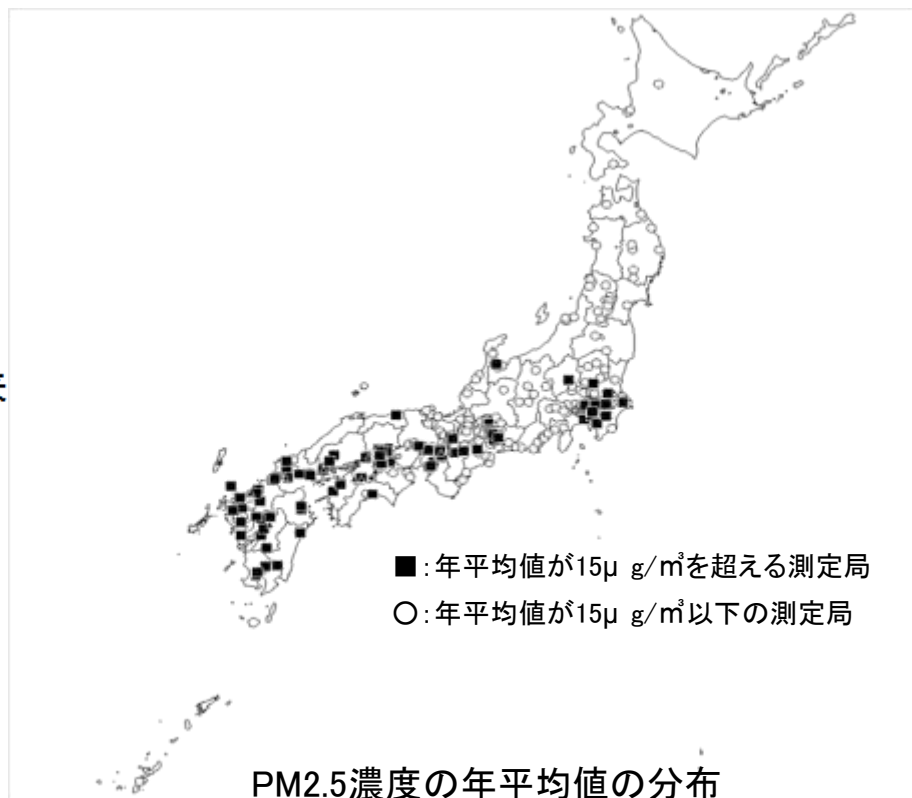 ■:年平均値が15μ g/㎥を超える測定局
○:年平均値が15μ g/㎥以下の測定局
PM2.5濃度の年平均値の分布